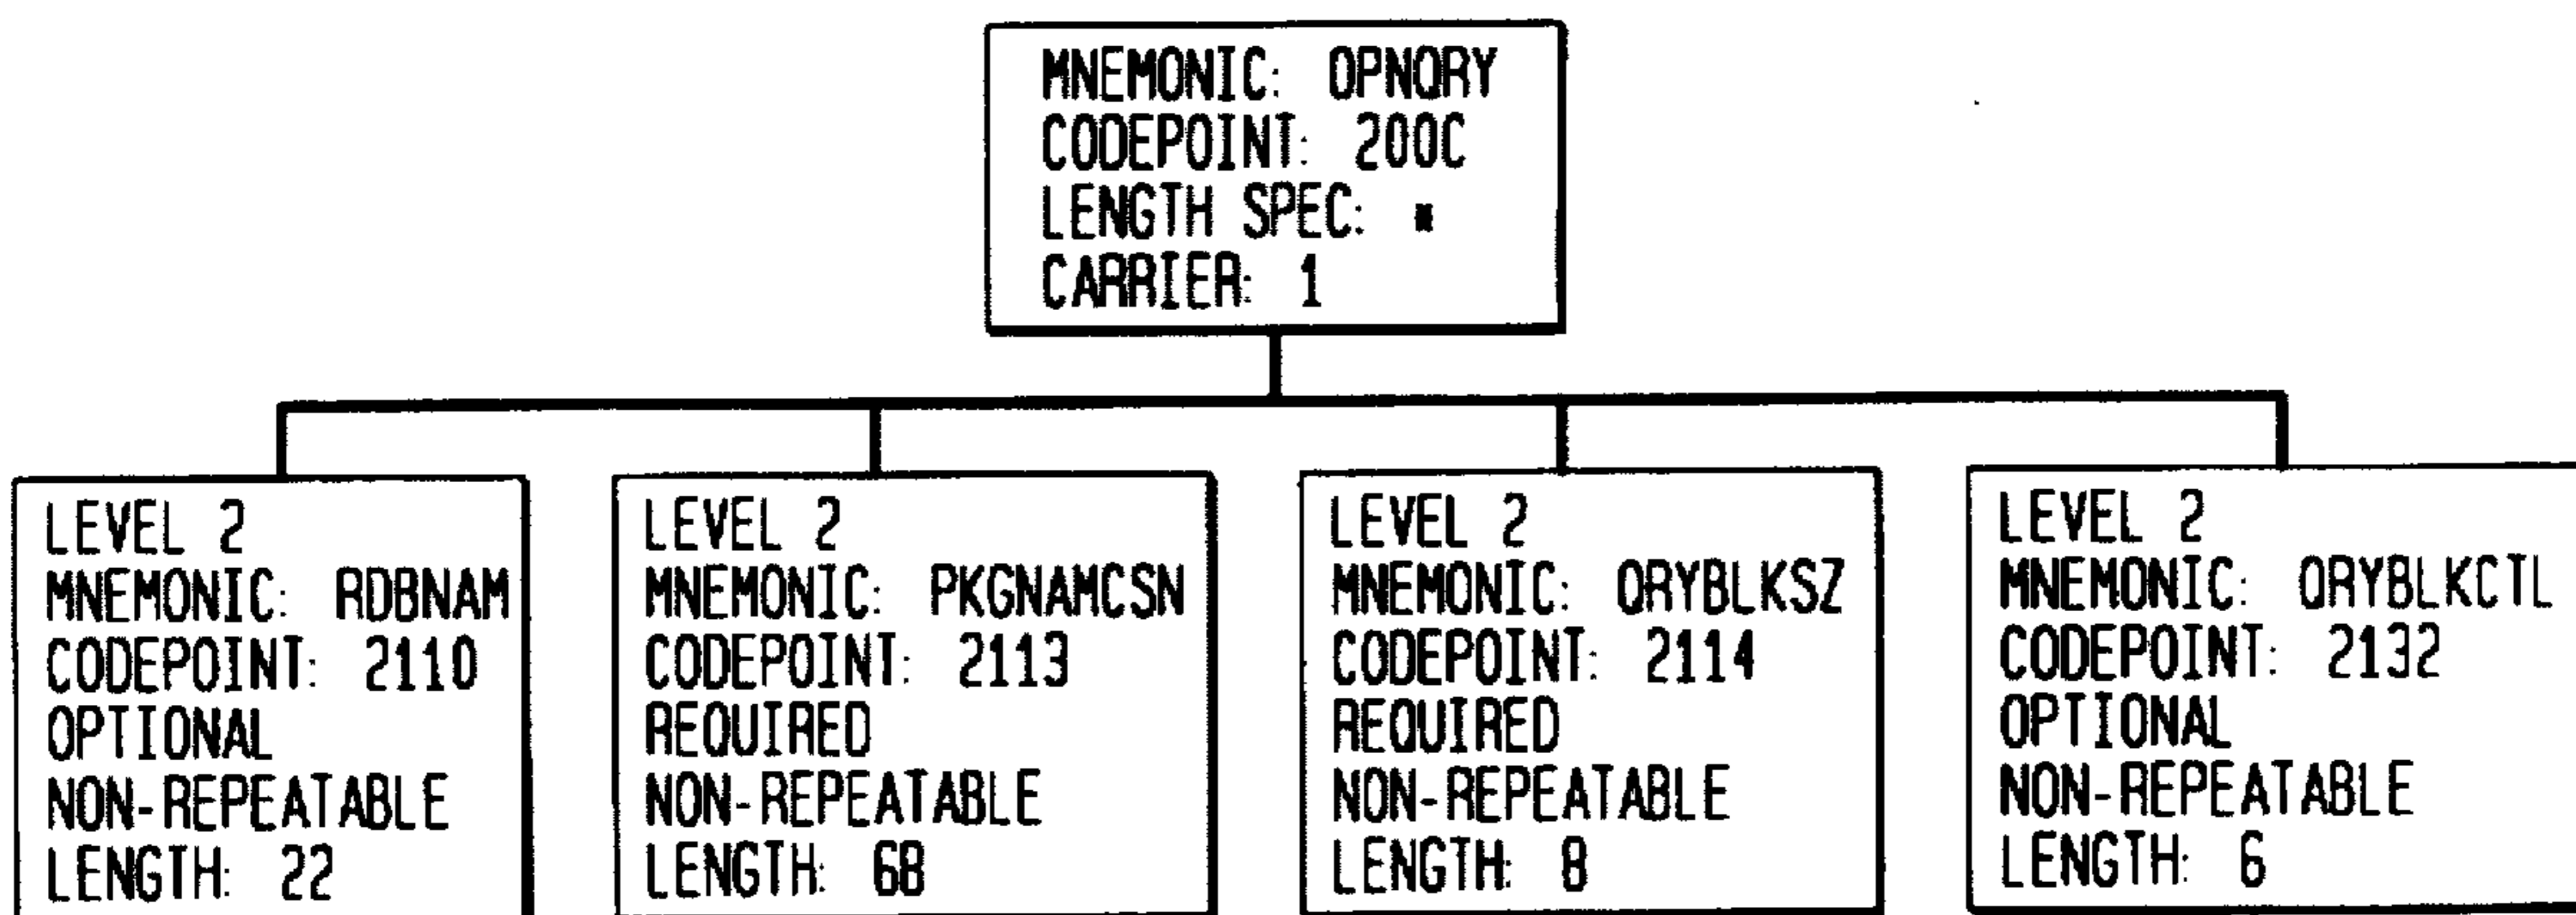 MNEMONIC: OPNQRY
CODEPOINT: 200C
LENGTH SPEC: *
CARRIER: 1
LEVEL 2
MNEMONIC: RDBNAM
CODEPOINT: 2110
OPTIONAL
NON-REPEATABLE
LENGTH: 22
LEVEL 2
MNEMONIC: PKGNAMCSN
CODEPOINT: 2113
REQUIRED
NON-REPEATABLE
LENGTH: 68
LEVEL 2
MNEMONIC: QRYBLKSZ
CODEPOINT: 2114
REQUIRED
NON-REPEATABLE
LENGTH: 8
LEVEL 2
MNEMONIC: QRYBLKCTL
CODEPOINT: 2132
OPTIONAL
NON-REPEATABLE
LENGTH: 6